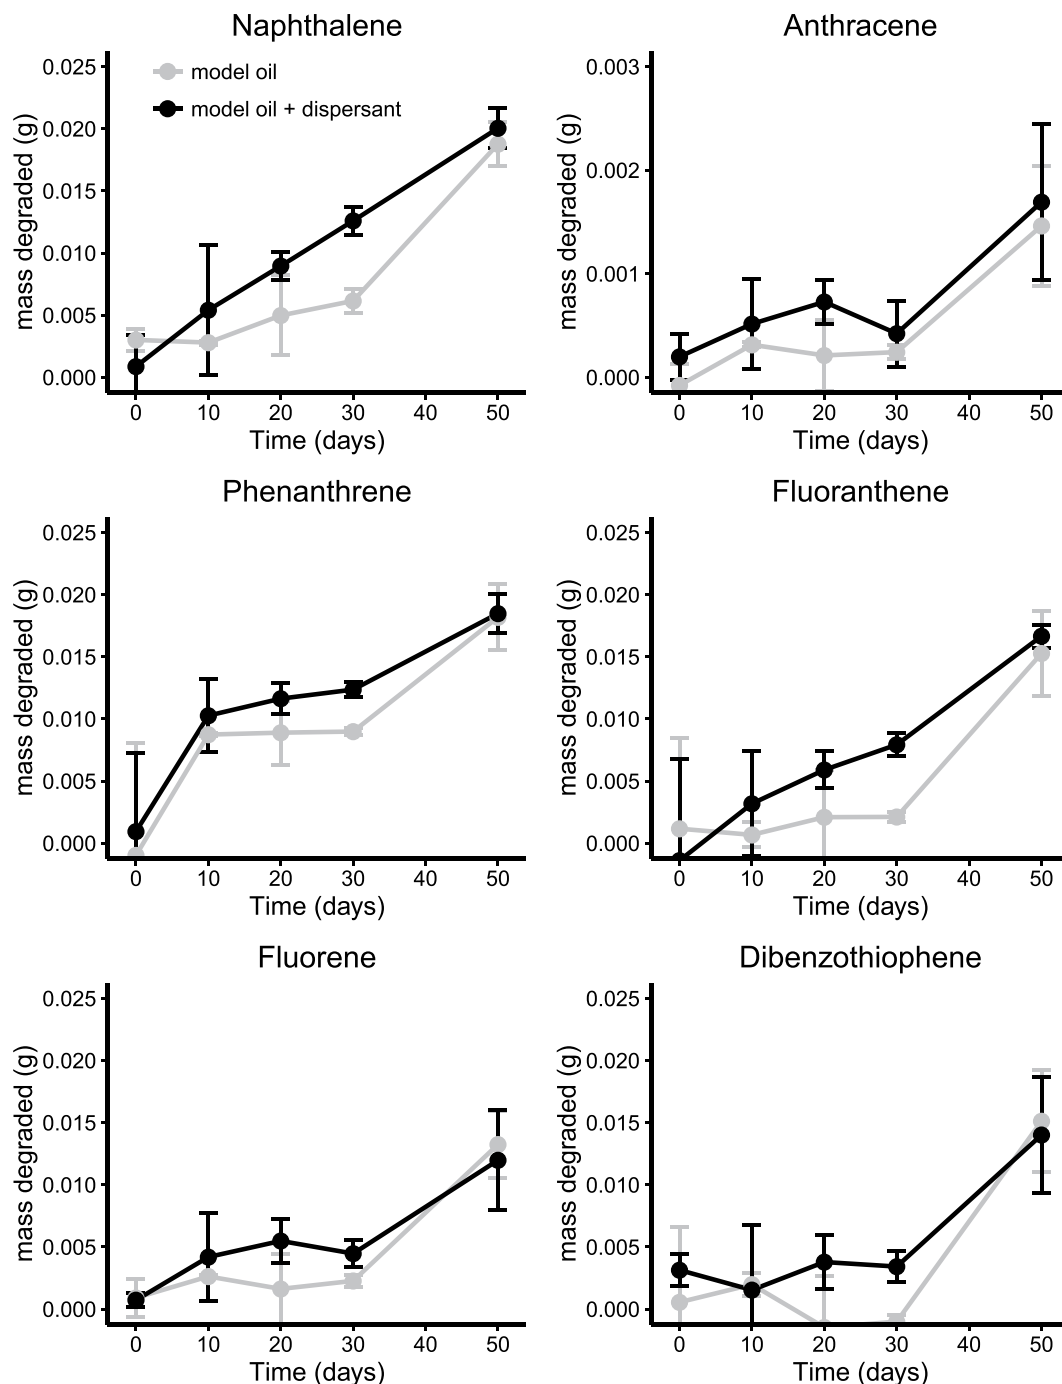 Naphthalene
mass degraded (g)
0.025
0.020
0.015
0.010
0.005
0.000
model oil
model oil + dispersant
0 10 20 30 40 50
Time (days)
Anthracene
mass degraded (g)
0.003
0.002
0.001
0.000
0 10 20 30 40 50
Time (days)
Phenanthrene
mass degraded (g)
0.025
0.020
0.015
0.010
0.005
0.000
0 10 20 30 40 50
Time (days)
Fluoranthene
mass degraded (g)
0.025
0.020
0.015
0.010
0.005
0.000
0 10 20 30 40 50
Time (days)
Fluorene
mass degraded (g)
0.025
0.020
0.015
0.010
0.005
0.000
0 10 20 30 40 50
Time (days)
Dibenzothiophene
mass degraded (g)
0.025
0.020
0.015
0.010
0.005
0.000
0 10 20 30 40 50
Time (days)